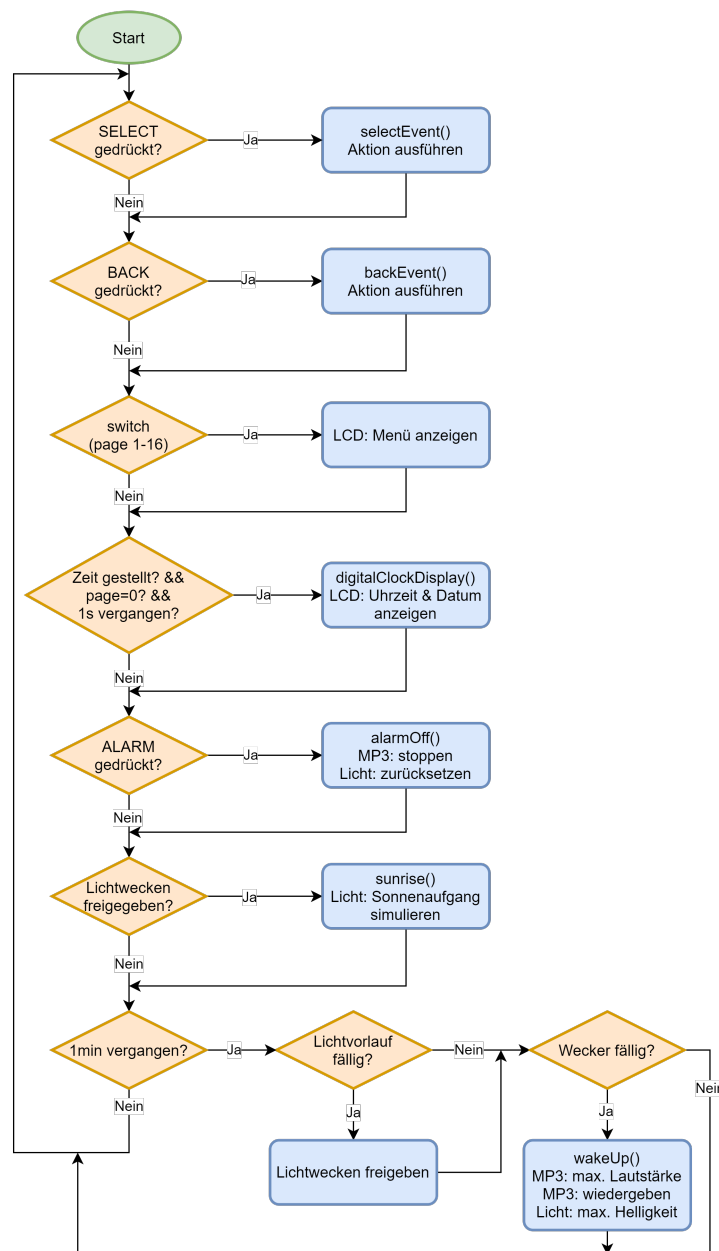 Start
SELECT
gedrückt?
Ja
selectEvent()
Aktion ausführen
Nein
BACK
gedrückt?
Ja
backEvent()
Aktion ausführen
Nein
switch
(page 1-16)
Ja
LCD: Menü anzeigen
Nein
Zeit gestellt? &&
page=0? &&
1s vergangen?
Ja
digitalClockDisplay()
LCD: Uhrzeit & Datum
anzeigen
Nein
ALARM
gedrückt?
Ja
alarmOff()
MP3: stoppen
Licht: zurücksetzen
Nein
Lichtwecken
freigegeben?
Ja
sunrise()
Licht: Sonnenaufgang
simulieren
Nein
1min vergangen?
Ja
Lichtvorlauf
fällig?
Nein
Wecker fällig?
Nein
Nein
Ja
Ja
Lichtwecken freigeben
wakeUp()
MP3: max. Lautstärke
MP3: wiedergeben
Licht: max. Helligkeit